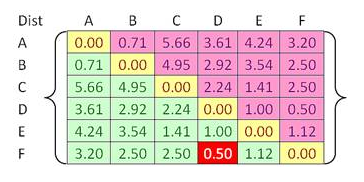 Dist A B C D E F
A 0.00 0.71 5.66 3.61 4.24 3.20
B 0.71 0.00 4.95 2.92 3.54 2.50
C 5.66 4.95 0.00 2.24 1.41 2.50
D 3.61 2.92 2.24 0.00 1.00 0.50
E 4.24 3.54 1.41 1.00 0.00 1.12
F 3.20 2.50 2.50 0.50 1.12 0.00